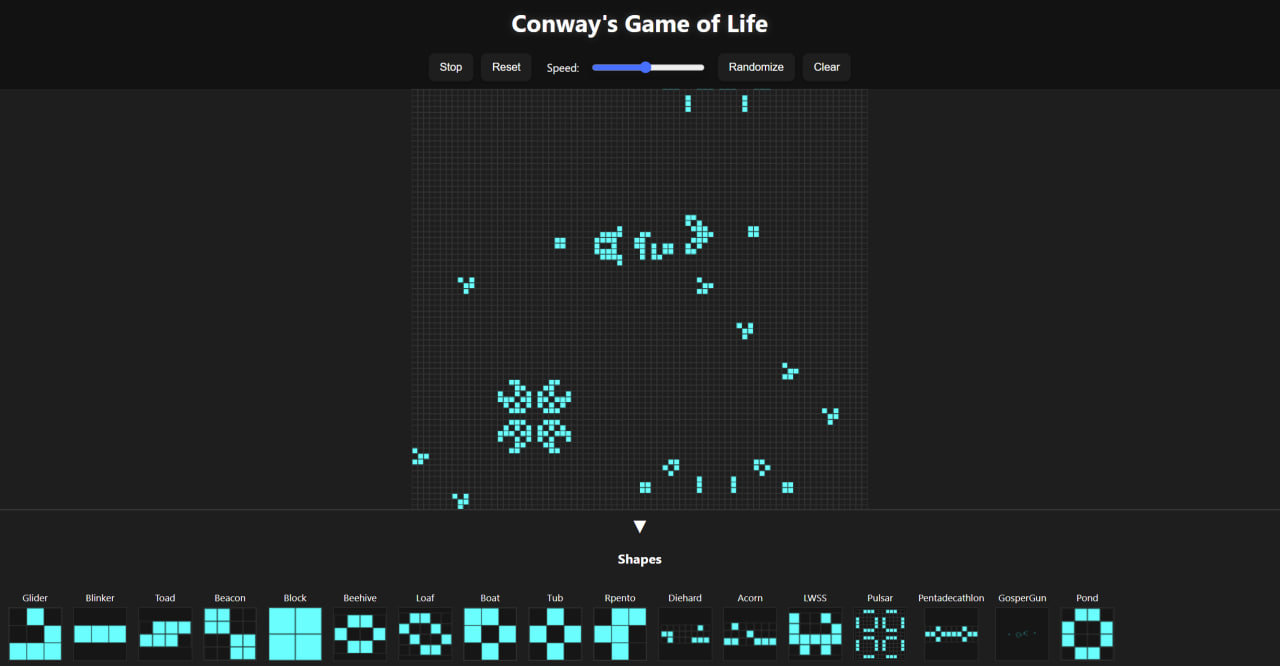 Conway's Game of Life
Stop Reset Speed: Randomize Clear
Shapes
Glider Blinker Toad Beacon Block Beehive Loaf Boat Tub Rpento Diehard Acorn LWSS Pulsar Pentadecathlon GosperGun Pond